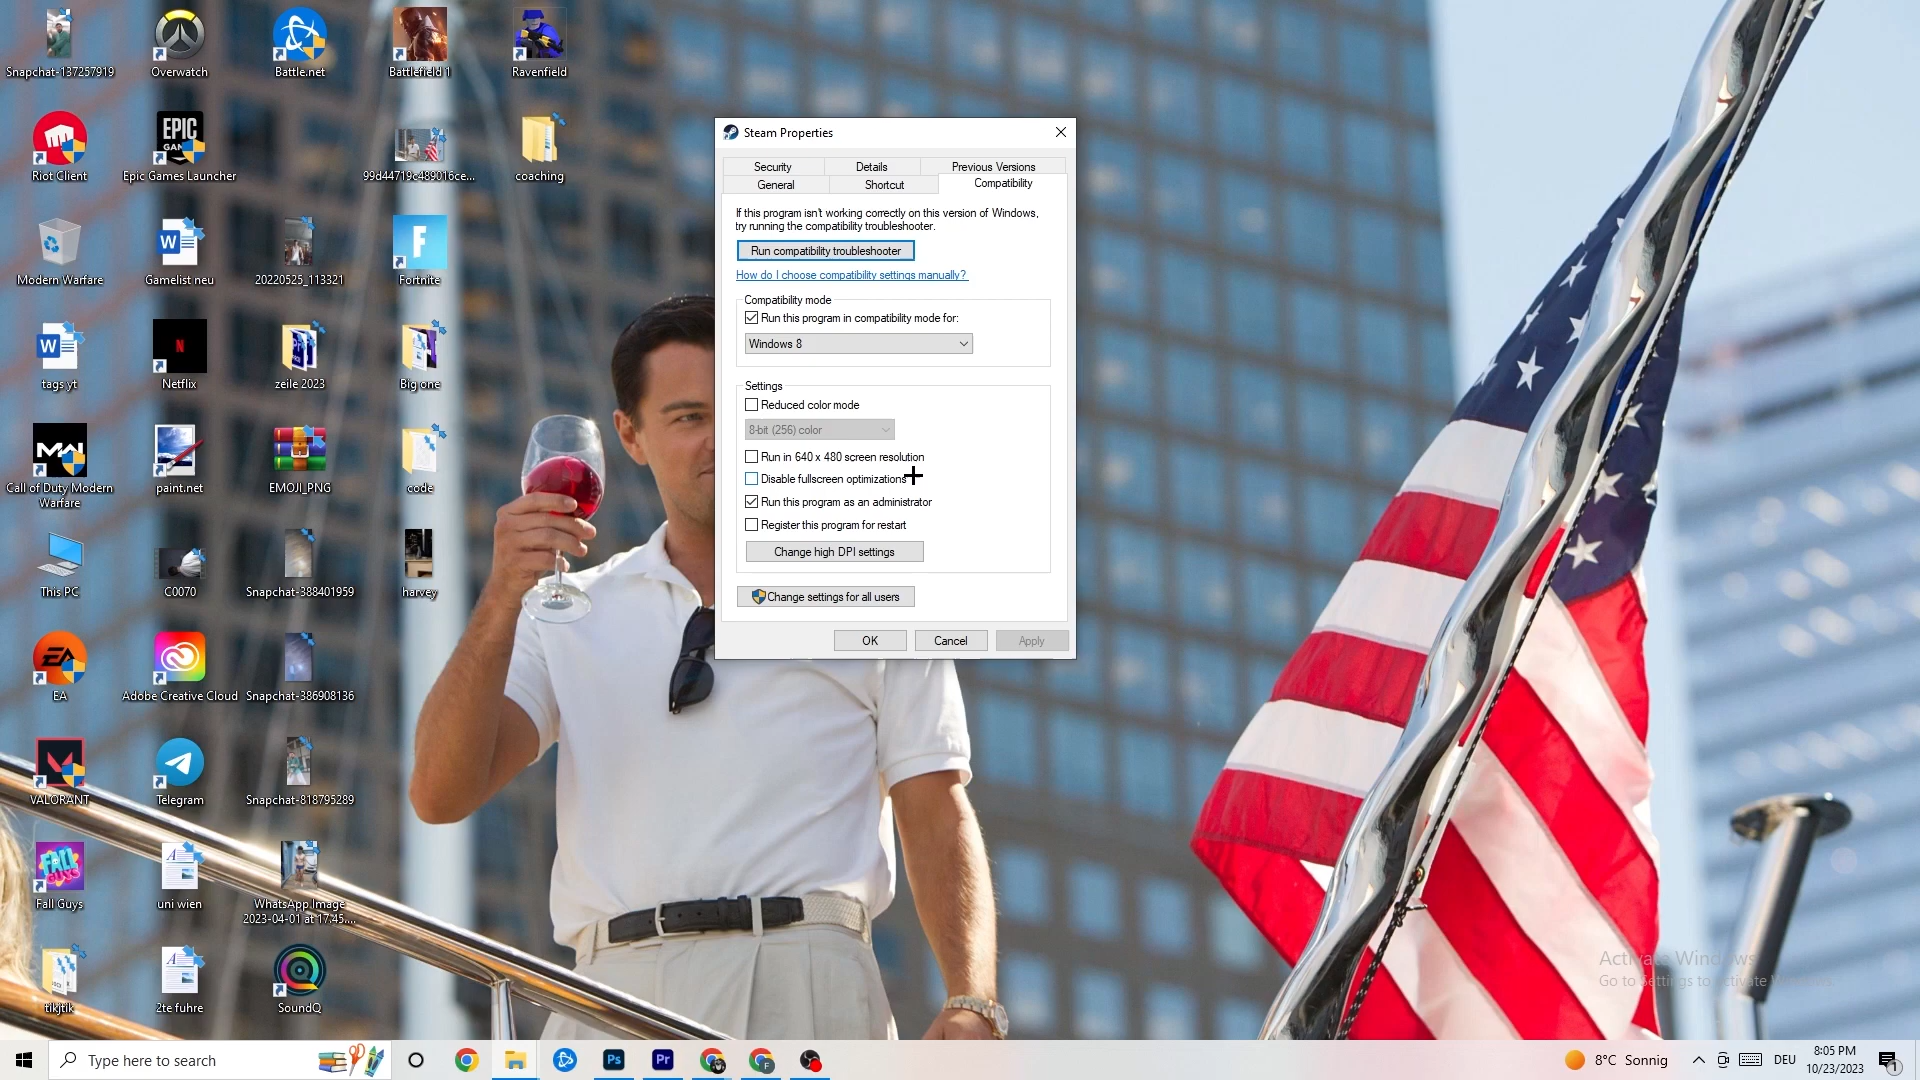 Snapchat-137257919
Overwatch
Battle.net
Battlefield 1
Ravenfield
Riot Client
EPIC
GAMES
Epic Games Launcher
99d44719c489016ce...
coaching
Modern Warfare
Gamelist neu
20220525_113321
F
Fortnite
tags yt
N
Netflix
zeile 2023
Big one
Call of Duty Modern
Warfare
paint.net
EMOJI_PNG
code
This PC
C0070
Snapchat-388401959
harvey
EA
EA
Adobe Creative Cloud
Snapchat-386908136
VALORANT
Telegram
Snapchat-818795289
FALL GUYS
Fall Guys
uni wien
WhatsApp Image
2023-04-01 at 17.45....
tikjtik
2te fuhre
SoundQ
Steam Properties
Security
Details
Previous Versions
General
Shortcut
Compatibility
If this program isn't working correctly on this version of Windows,
try running the compatibility troubleshooter.
Run compatibility troubleshooter
How do I choose compatibility settings manually?
Compatibility mode
Run this program in compatibility mode for:
Windows 8
Settings
Reduced color mode
8-bit (256) color
Run in 640 x 480 screen resolution
Disable fullscreen optimizations
Run this program as an administrator
Register this program for restart
Change high DPI settings
Change settings for all users
OK
Cancel
Apply
Activate Windows
Go to Settings to activate Windows.
Type here to search
Ps
Pr
F
8°C Sonnig
DEU
8:05 PM
10/23/2023
1